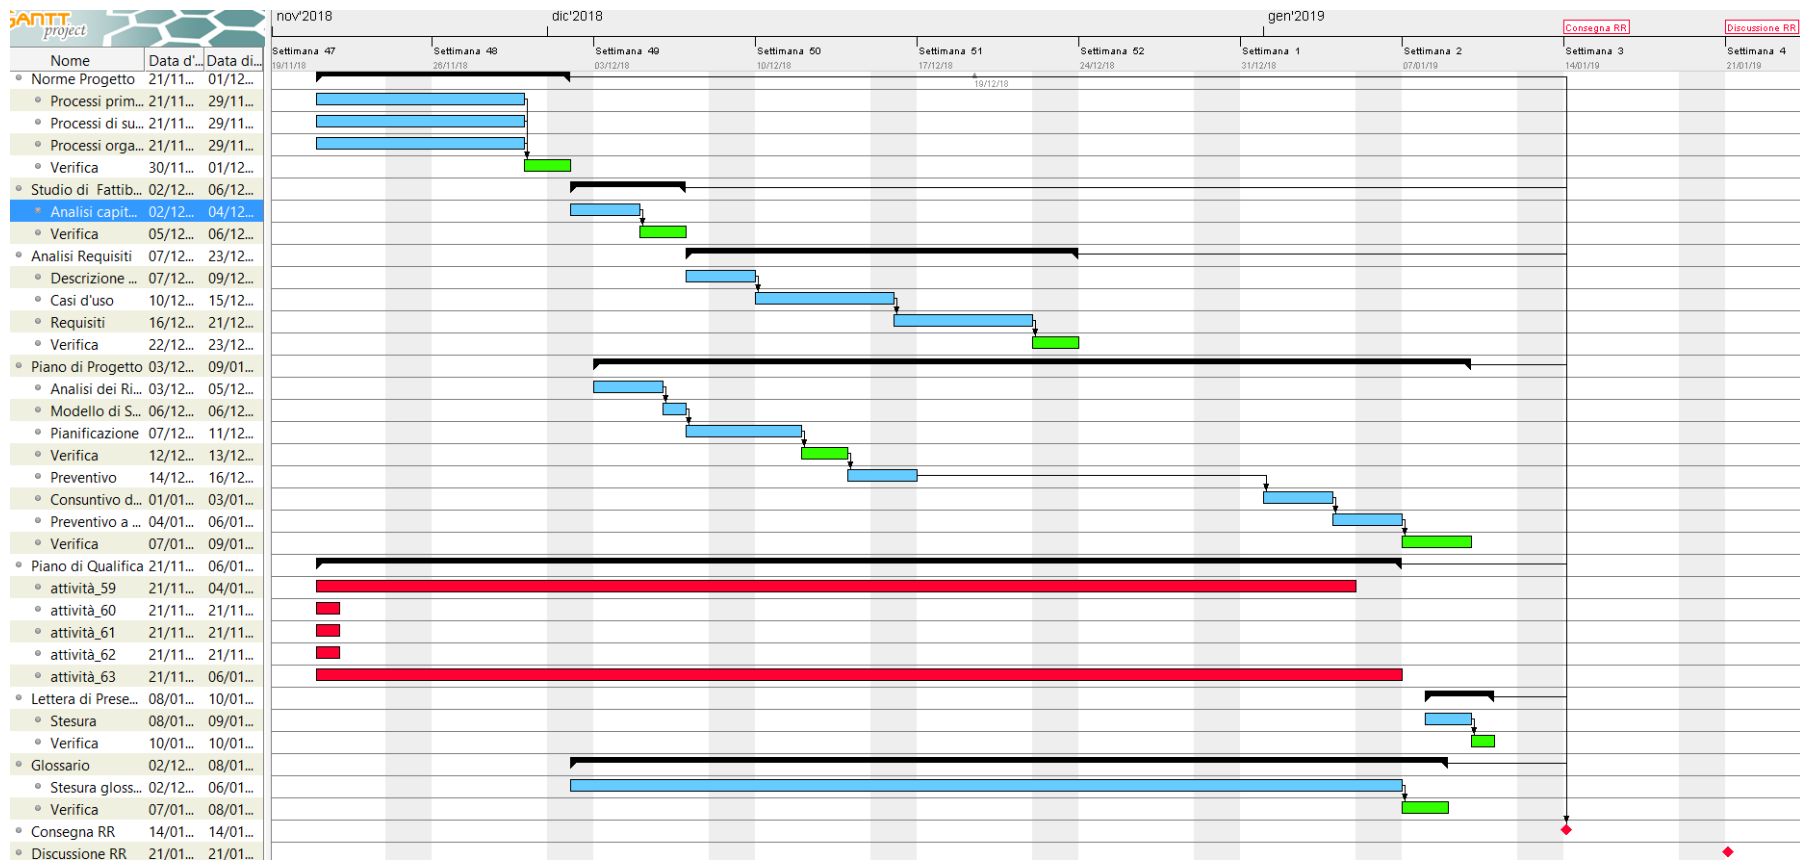 GANTT
project
nov'2018 dic'2018 gen'2019
Consegna RR Discussione RR
Settimana 47 Settimana 48 Settimana 49 Settimana 50 Settimana 51 Settimana 52 Settimana 1 Settimana 2 Settimana 3 Settimana 4
Nome Data d'... Data di...
19/11/18 26/11/18 03/12/18 10/12/18 17/12/18 24/12/18 31/12/18 07/01/19 14/01/19 21/01/19
Norme Progetto 21/11... 01/12...
19/12/18
Processi prim... 21/11... 29/11...
Processi di su... 21/11... 29/11...
Processi orga... 21/11... 29/11...
Verifica 30/11... 01/12...
Studio di Fattib... 02/12... 06/12...
Analisi capit... 02/12... 04/12...
Verifica 05/12... 06/12...
Analisi Requisiti 07/12... 23/12...
Descrizione ... 07/12... 09/12...
Casi d'uso 10/12... 15/12...
Requisiti 16/12... 21/12...
Verifica 22/12... 23/12...
Piano di Progetto 03/12... 09/01...
Analisi dei Ri... 03/12... 05/12...
Modello di S... 06/12... 06/12...
Pianificazione 07/12... 11/12...
Verifica 12/12... 13/12...
Preventivo 14/12... 16/12...
Consuntivo d... 01/01... 03/01...
Preventivo a ... 04/01... 06/01...
Verifica 07/01... 09/01...
Piano di Qualifica 21/11... 06/01...
attività_59 21/11... 04/01...
attività_60 21/11... 21/11...
attività_61 21/11... 21/11...
attività_62 21/11... 21/11...
attività_63 21/11... 06/01...
Lettera di Prese... 08/01... 10/01...
Stesura 08/01... 09/01...
Verifica 10/01... 10/01...
Glossario 02/12... 08/01...
Stesura gloss... 02/12... 06/01...
Verifica 07/01... 08/01...
Consegna RR 14/01... 14/01...
Discussione RR 21/01... 21/01...